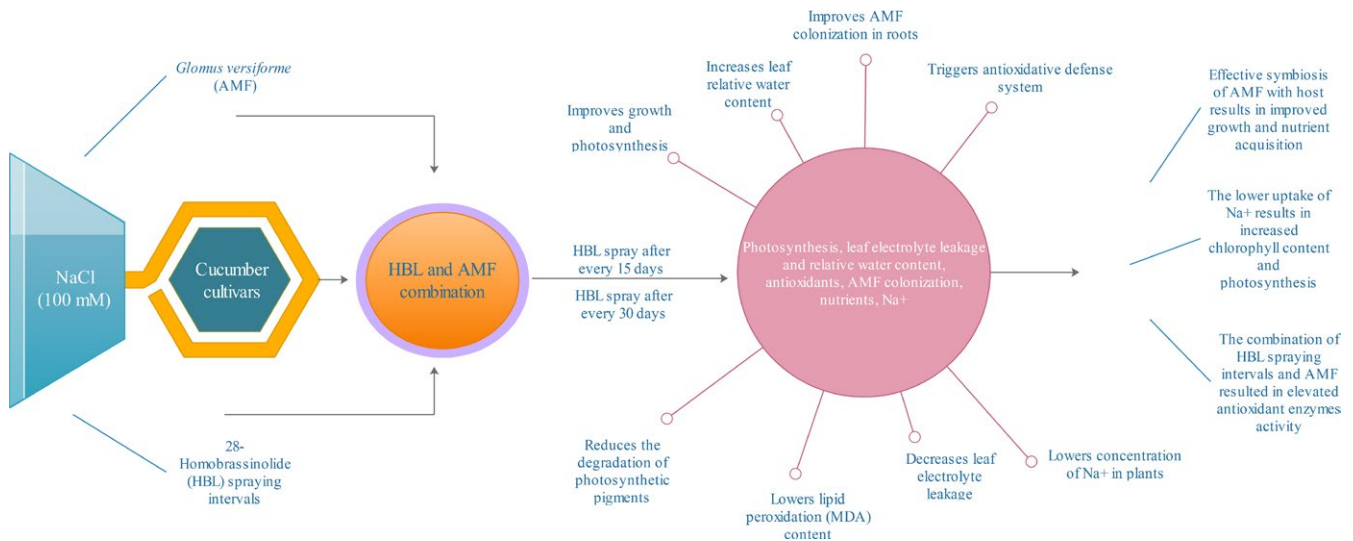 Glomus versiforme
(AMF)
NaCl
(100 mM)
Cucumber
cultivars
28-
Homobrassinolide
(HBL) spraying
intervals
HBL and AMF
combination
HBL spray after
every 15 days
HBL spray after
every 30 days
Improves growth
and
photosynthesis
Increases leaf
relative water
content
Improves AMF
colonization in
roots
Triggers antioxidative defense
system
Photosynthesis, leaf electrolyte leakage
and relative water content,
antioxidants, AMF colonization,
nutrients, Na+
Reduces the
degradation of
photosynthetic
pigments
Lowers lipid
peroxidation (MDA)
content
Decreases leaf
electrolyte
leakage
Lowers concentration
of Na+ in plants
Effective symbiosis
of AMF with host
results in improved
growth and nutrient
acquisition
The lower uptake of
Na+ results in
increased
chlorophyll content
and
photosynthesis
The combination of
HBL spraying
intervals and AMF
resulted in elevated
antioxidant enzymes
activity